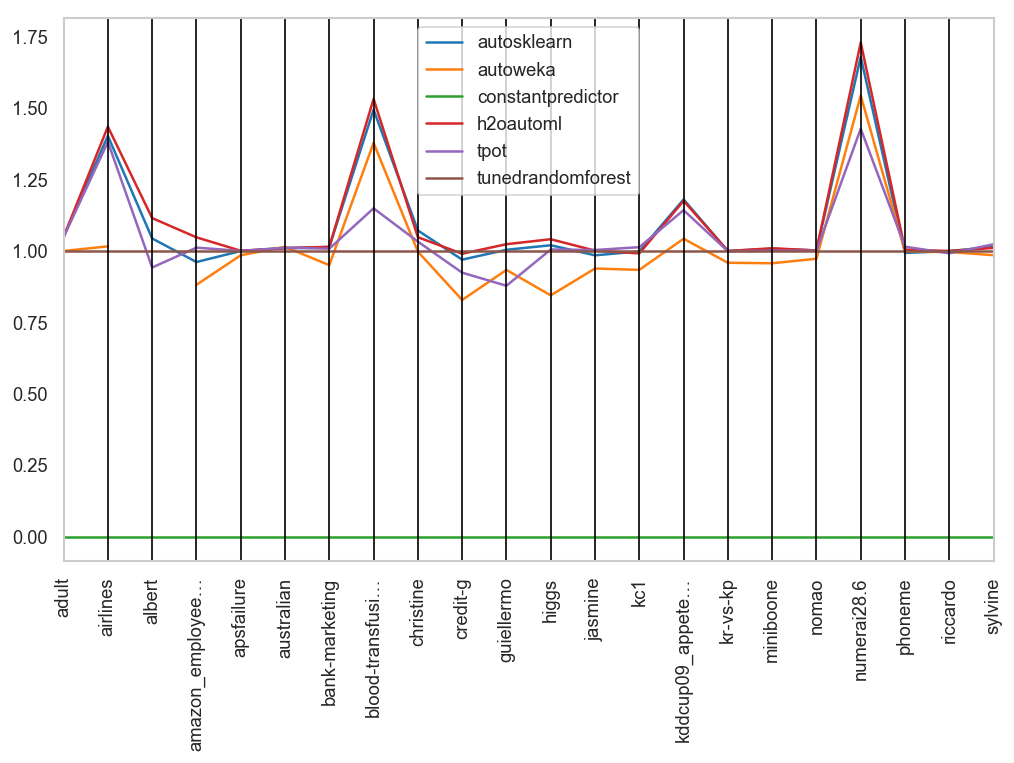 1.75
1.50
1.25
1.00
0.75
0.50
0.25
0.00
autosklearn
autoweka
constantpredictor
h2oautoml
tpot
tunedrandomforest
adult
airlines
albert
amazon_employee...
apsfailure
australian
bank-marketing
blood-transfusi...
christine
credit-g
guiellermo
higgs
jasmine
kc1
kddcup09_appete...
kr-vs-kp
miniboone
nomao
numerai28.6
phoneme
riccardo
sylvine